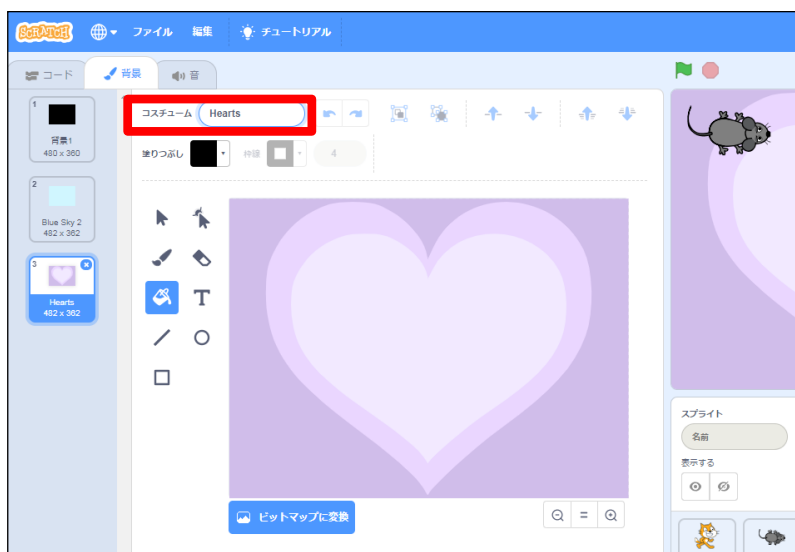 SCRATCH ファイル 編集 チュートリアル
コード 背景 音
コスチューム Hearts
塗りつぶし 枠線 4
1
背景1
480 x 360
2
Blue Sky 2
482 x 362
3
Hearts
482 x 362
T
ビットマップに変換
スプライト
名前
表示する